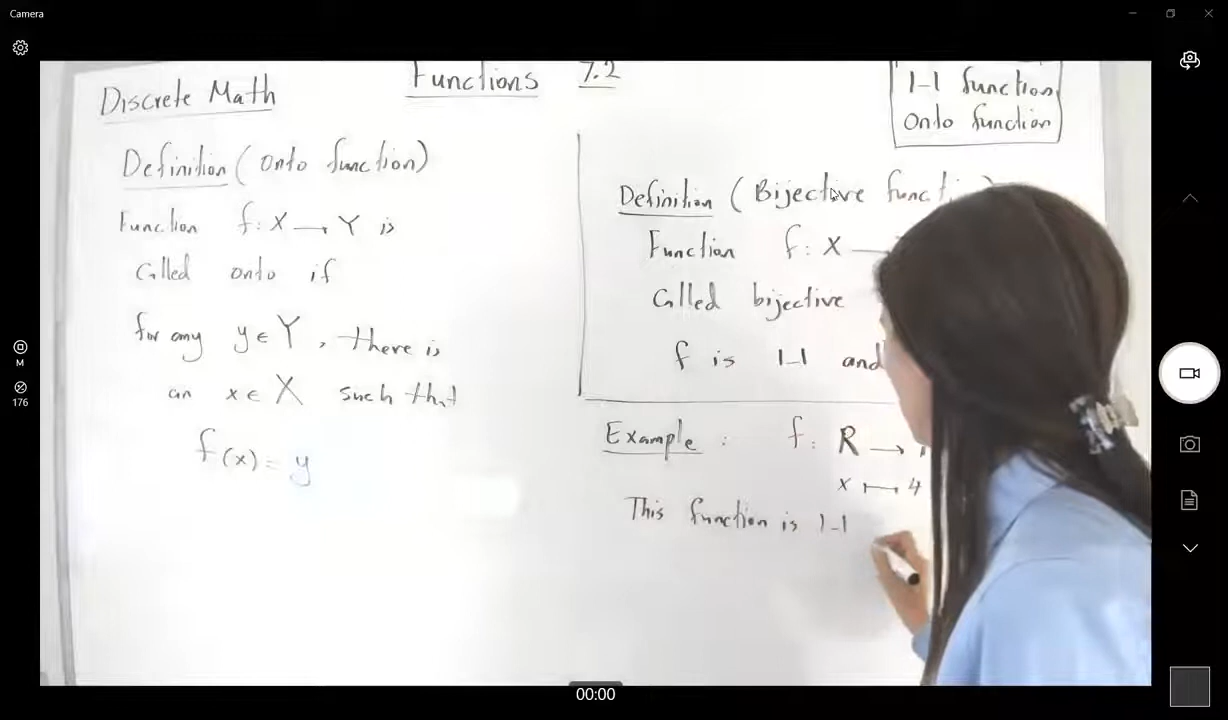 Camera
Discrete Math
Functions 7.2
1-1 function
Onto function
Definition ( Onto function )
Function f: X → Y is
Called onto if
for any y ∈ Y , there is
an x ∈ X such that
f(x) = y
Definition ( Bijective functi
Function f: X →
Called bijective
f is 1-1 and
Example : f: R →
x ↦ 4
This function is 1-1
M
176
00:00